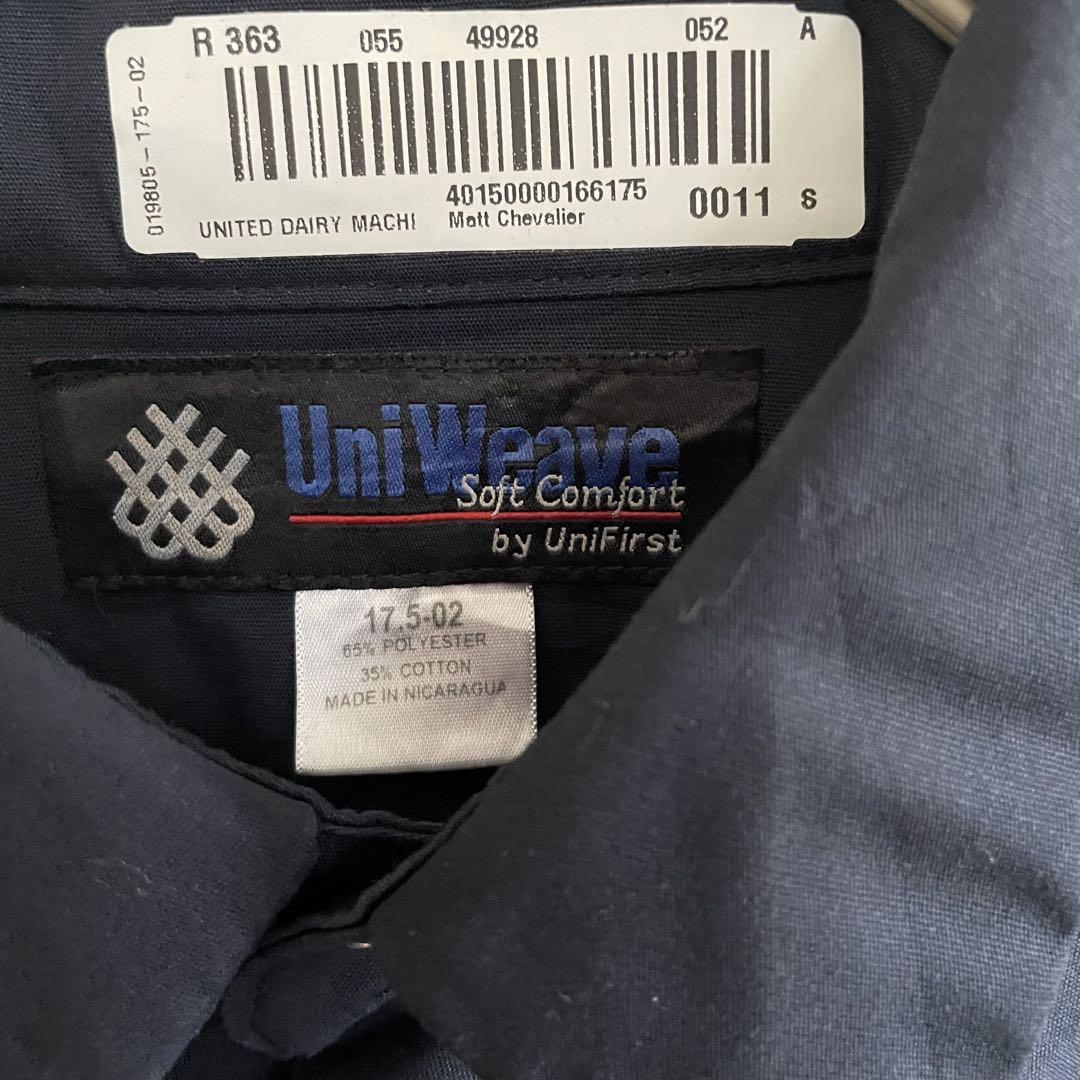 R 363 055 49928 052 A
019805-175-02
40150000166175
0011 S
UNITED DAIRY MACHI Matt Chevalier
UniWeave
Soft Comfort
by UniFirst
17.5-02
65% POLYESTER
35% COTTON
MADE IN NICARAGUA